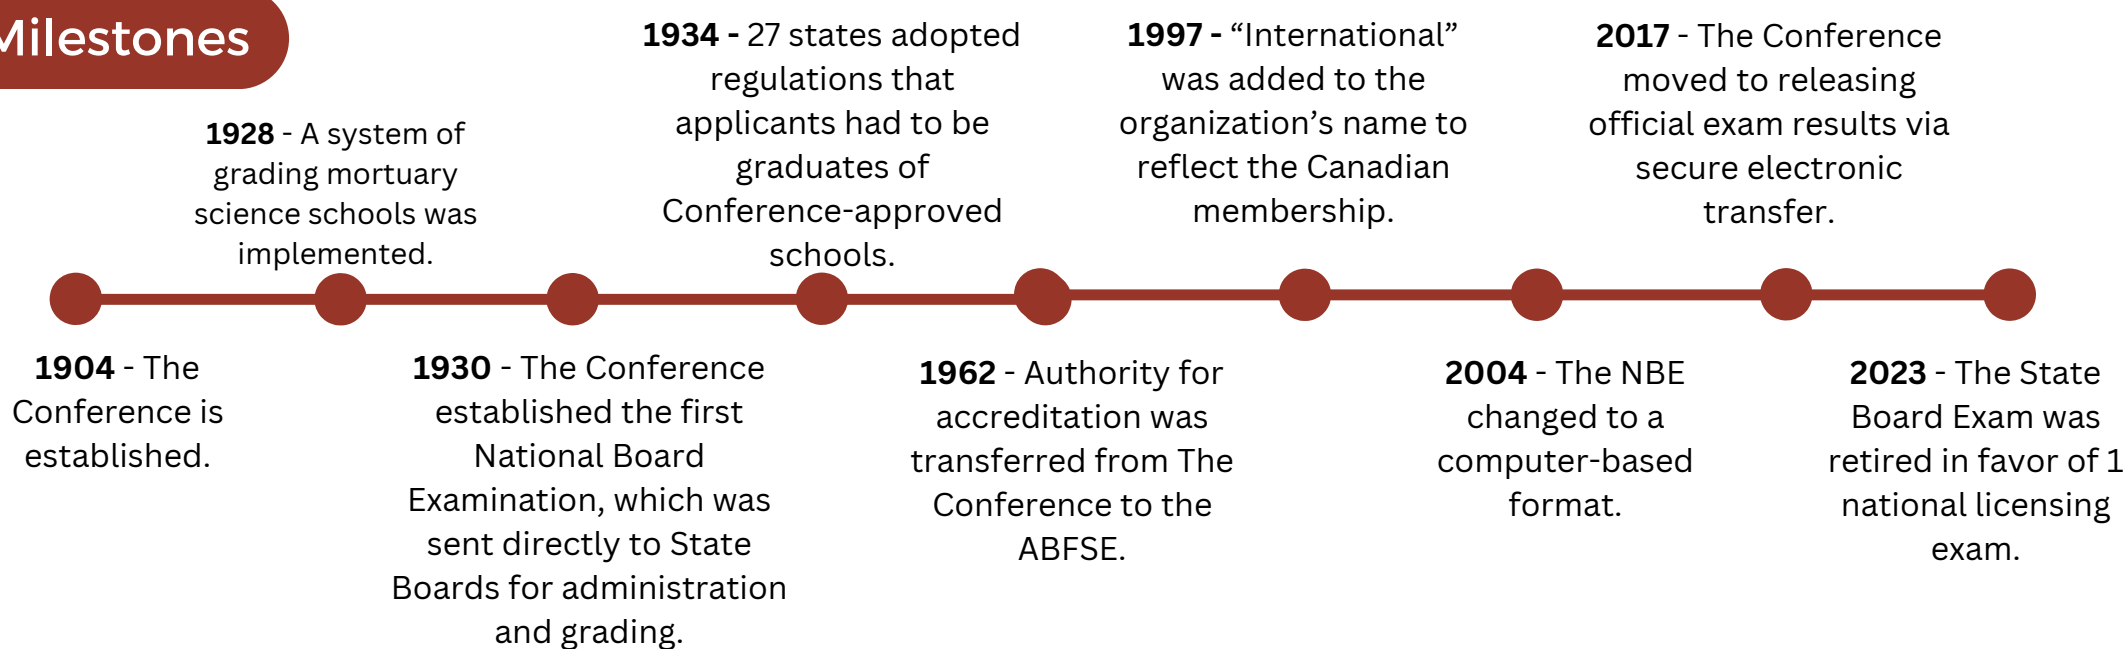 Milestones
1904 - The
Conference is
established.
1928 - A system of
grading mortuary
science schools was
implemented.
1930 - The Conference
established the first
National Board
Examination, which was
sent directly to State
Boards for administration
and grading.
1934 - 27 states adopted
regulations that
applicants had to be
graduates of
Conference-approved
schools.
1962 - Authority for
accreditation was
transferred from The
Conference to the
ABFSE.
1997 - “International”
was added to the
organization’s name to
reflect the Canadian
membership.
2004 - The NBE
changed to a
computer-based
format.
2017 - The Conference
moved to releasing
official exam results via
secure electronic
transfer.
2023 - The State
Board Exam was
retired in favor of 1
national licensing
exam.